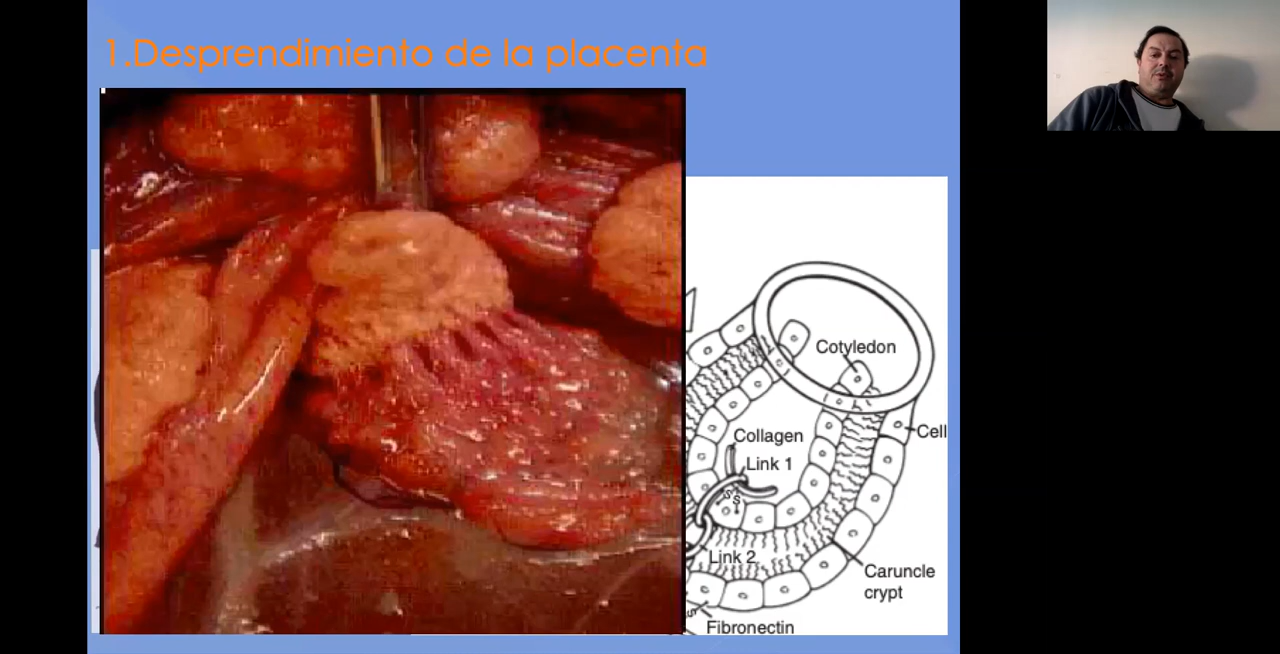 1.Desprendimiento de la placenta
Cotyledon
Cell
Collagen
Link 1
S S
Link 2
Caruncle
crypt
Fibronectin